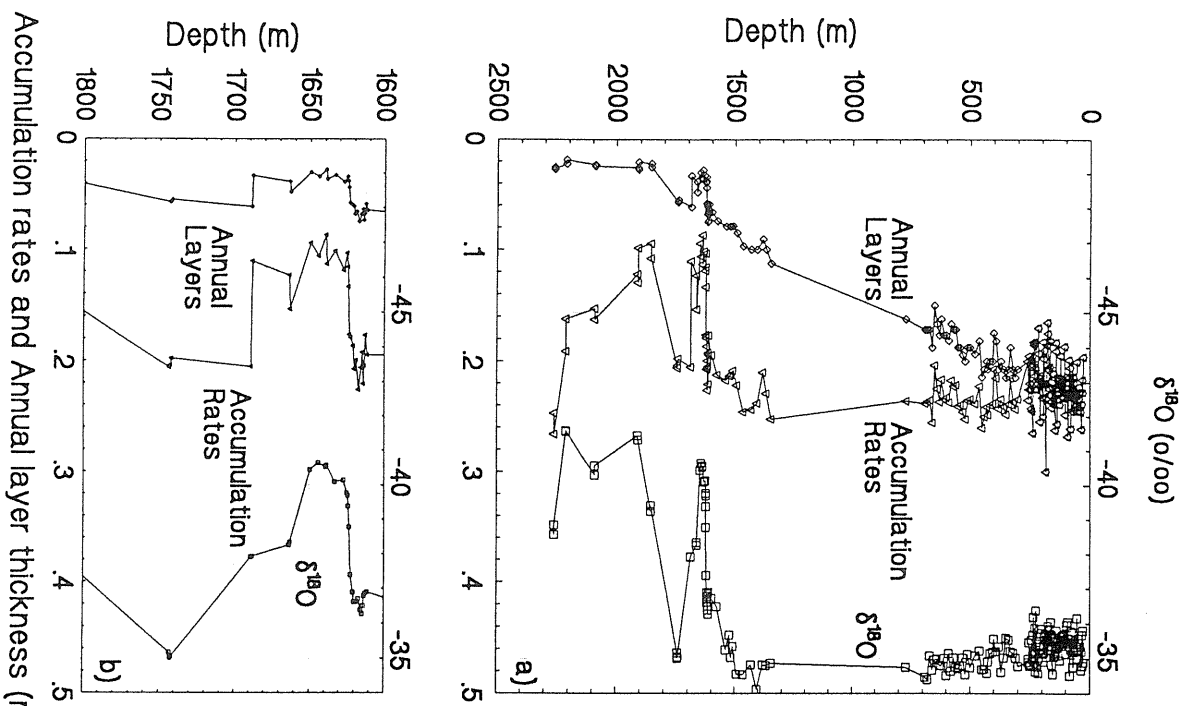 δ¹⁸O (o/oo)
-45
-40
-35
0
500
1000
1500
2000
2500
Depth (m)
Annual
Layers
Accumulation
Rates
δ¹⁸O
a)
0
.1
.2
.3
.4
.5
1600
1650
1700
1750
1800
Depth (m)
-45
-40
-35
Annual
Layers
Accumulation
Rates
δ¹⁸O
b)
0
.1
.2
.3
.4
.5
Accumulation rates and Annual layer thickness (